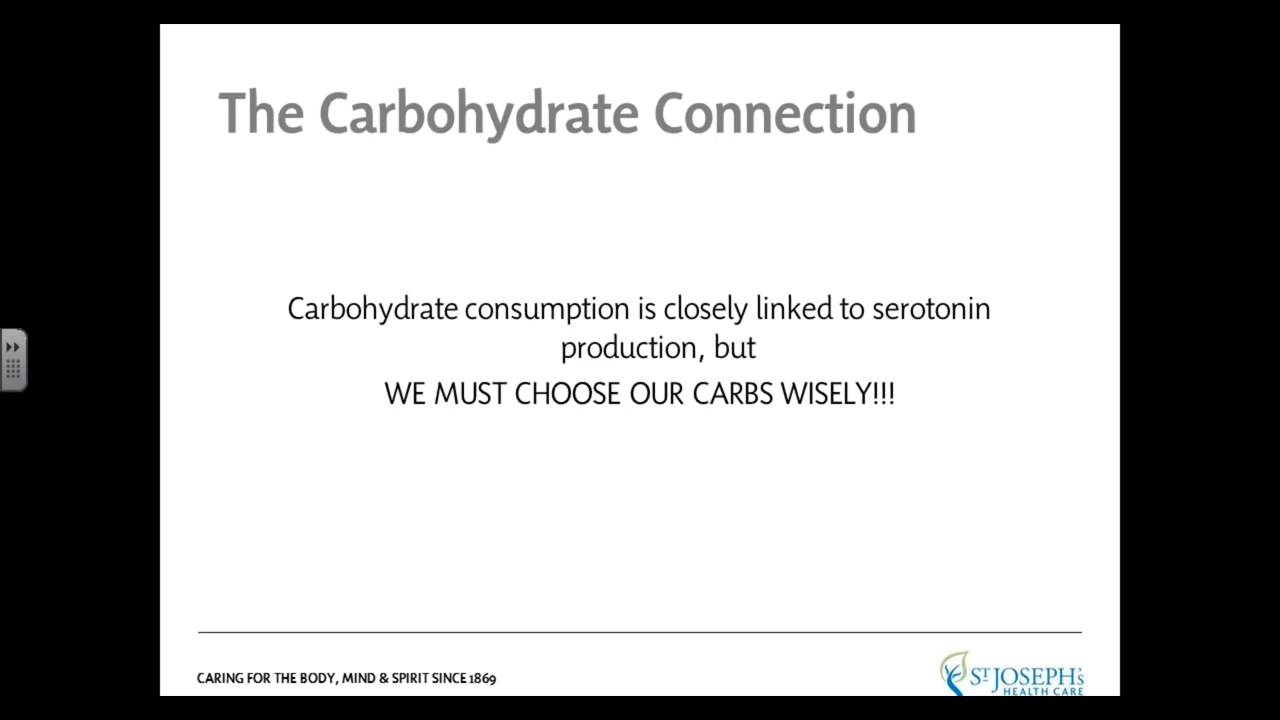 The Carbohydrate Connection
Carbohydrate consumption is closely linked to serotonin
production, but
WE MUST CHOOSE OUR CARBS WISELY!!!
CARING FOR THE BODY, MIND & SPIRIT SINCE 1869
ST JOSEPH's
HEALTH CARE